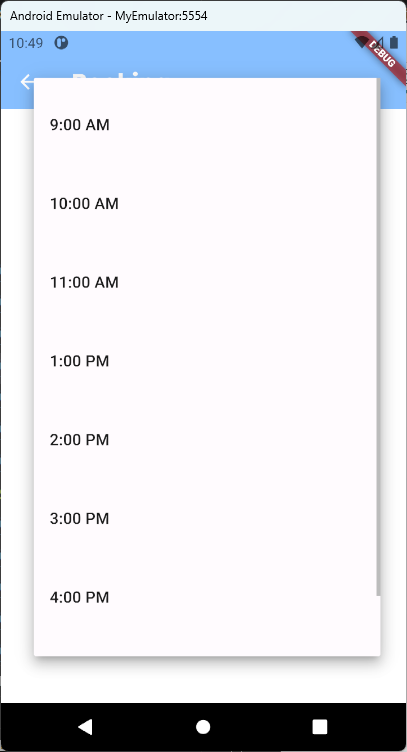 Android Emulator - MyEmulator:5554
10:49
DEBUG
9:00 AM
10:00 AM
11:00 AM
1:00 PM
2:00 PM
3:00 PM
4:00 PM